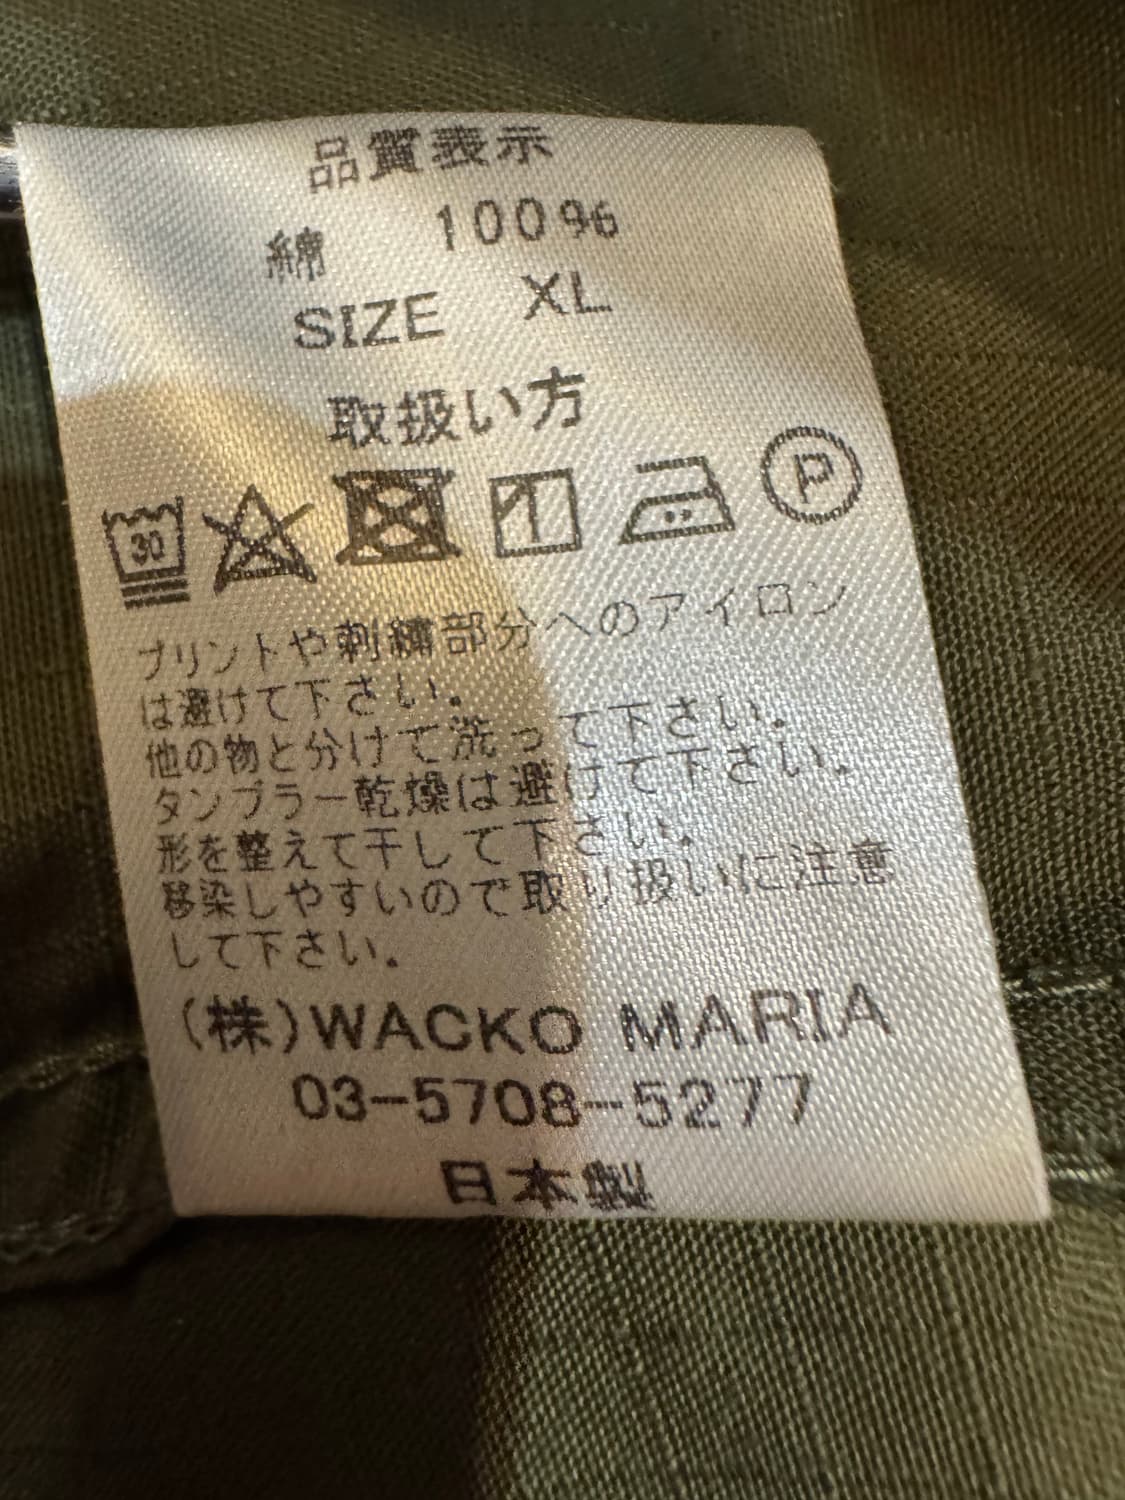 品質表示
綿 100%
SIZE XL
取扱い方
30 P
プリントや刺繍部分へのアイロン
は避けて下さい。
他の物と分けて洗って下さい。
タンブラー乾燥は避けて下さい。
形を整えて干して下さい。
移染しやすいので取り扱いに注意
して下さい。
(株)WACKO MARIA
03-5708-5277
日本製